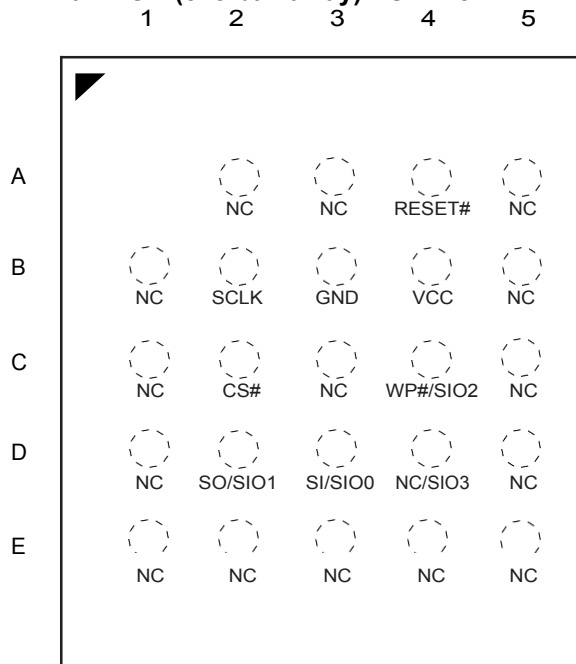 1 2 3 4 5
A
NC NC RESET# NC
B
NC SCLK GND VCC NC
C
NC CS# NC WP#/SIO2 NC
D
NC SO/SIO1 SI/SIO0 NC/SIO3 NC
E
NC NC NC NC NC